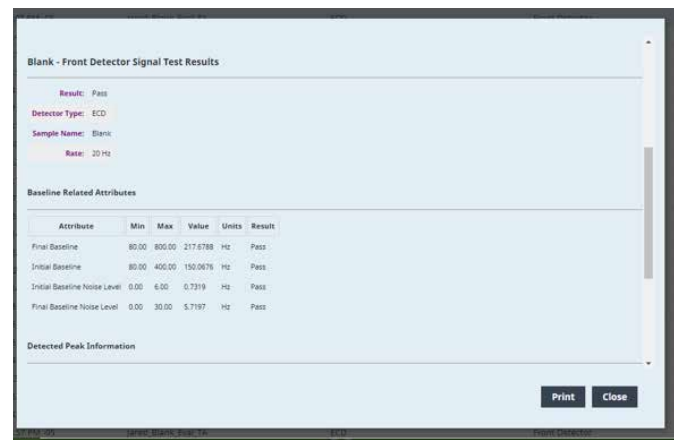 Blank - Front Detector Signal Test Results
Result: Pass
Detector Type: ECD
Sample Name: Blank
Rate: 20 Hz
Baseline Related Attributes
Attribute Min Max Value Units Result
Final Baseline 80.00 800.00 217.6788 Hz Pass
Initial Baseline 80.00 400.00 150.0676 Hz Pass
Initial Baseline Noise Level 0.00 6.00 0.7319 Hz Pass
Final Baseline Noise Level 0.00 30.00 5.7197 Hz Pass
Detected Peak Information
Print Close
ECD Front Detector